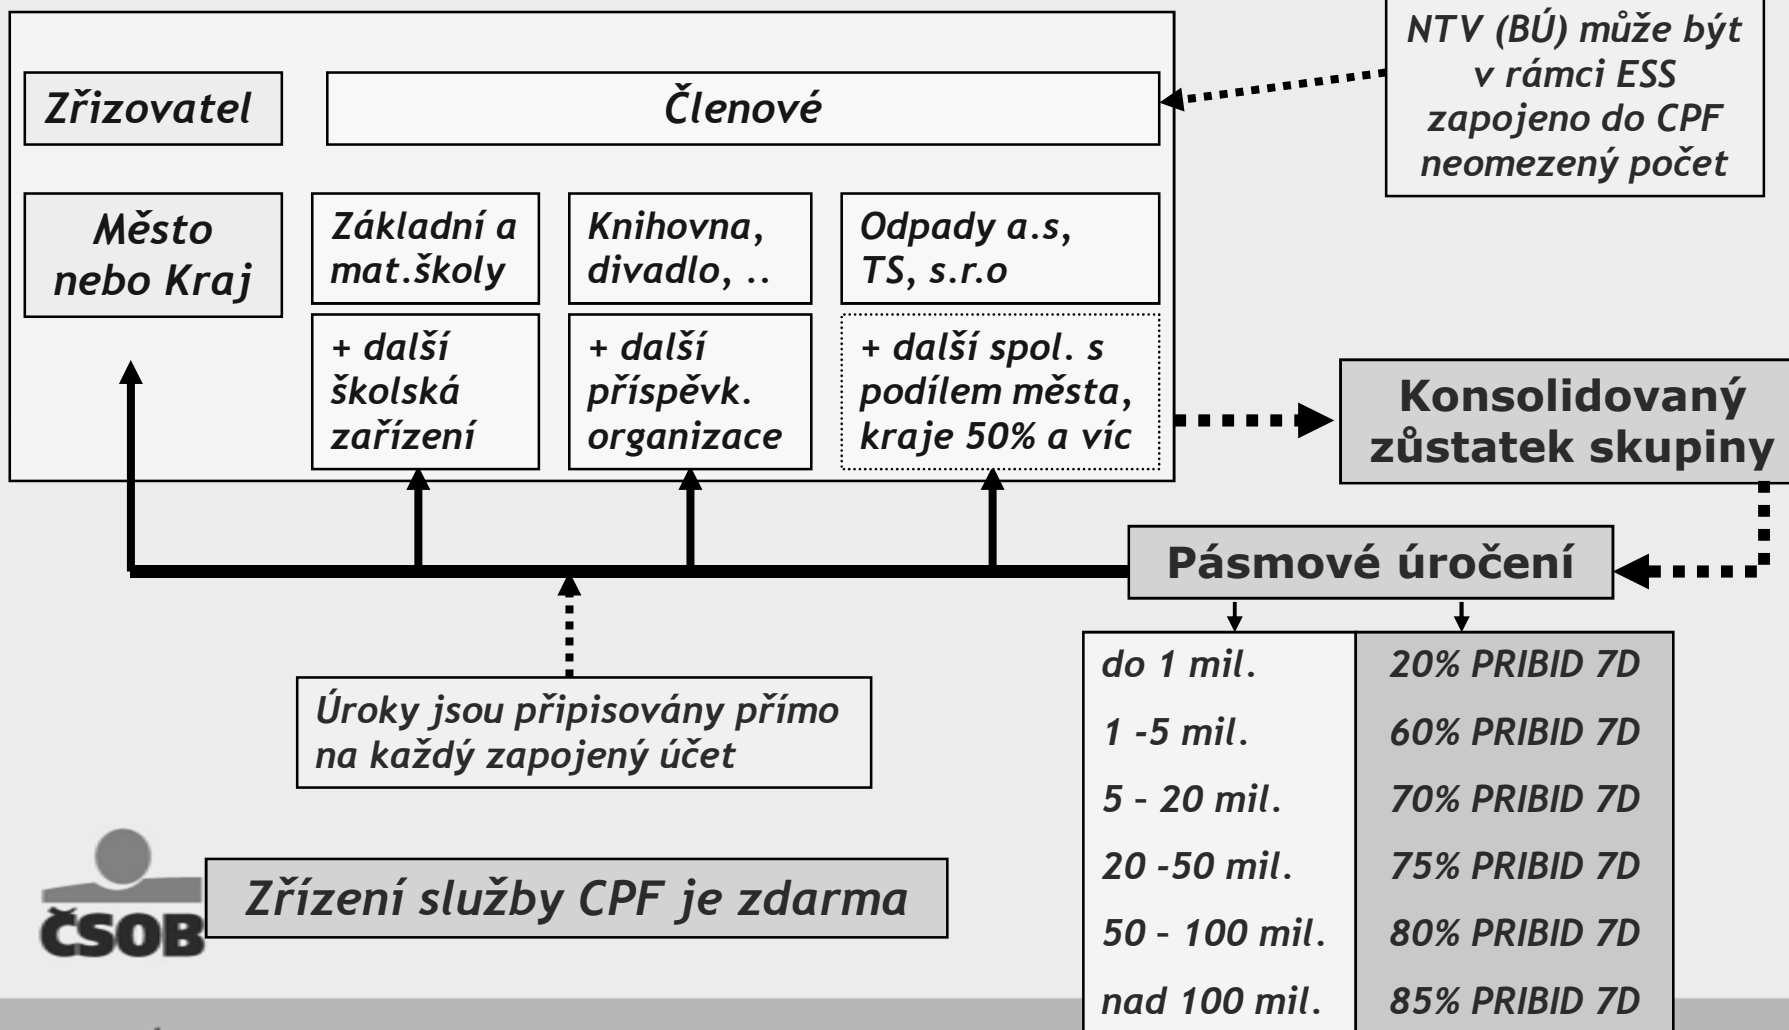 NTV (BÚ) může být
v rámci ESS
zapojeno do CPF
neomezený počet
Zřizovatel
Členové
Město
nebo Kraj
Základní a
mat.školy
Knihovna,
divadlo, ..
Odpady a.s,
TS, s.r.o
+ další
školská
zařízení
+ další
příspěvk.
organizace
+ další spol. s
podílem města,
kraje 50% a víc
Konsolidovaný
zůstatek skupiny
Pásmové úročení
do 1 mil. 20% PRIBID 7D
1 -5 mil. 60% PRIBID 7D
5 – 20 mil. 70% PRIBID 7D
20 -50 mil. 75% PRIBID 7D
50 – 100 mil. 80% PRIBID 7D
nad 100 mil. 85% PRIBID 7D
Úroky jsou připisovány přímo
na každý zapojený účet
ČSOB
Zřízení služby CPF je zdarma